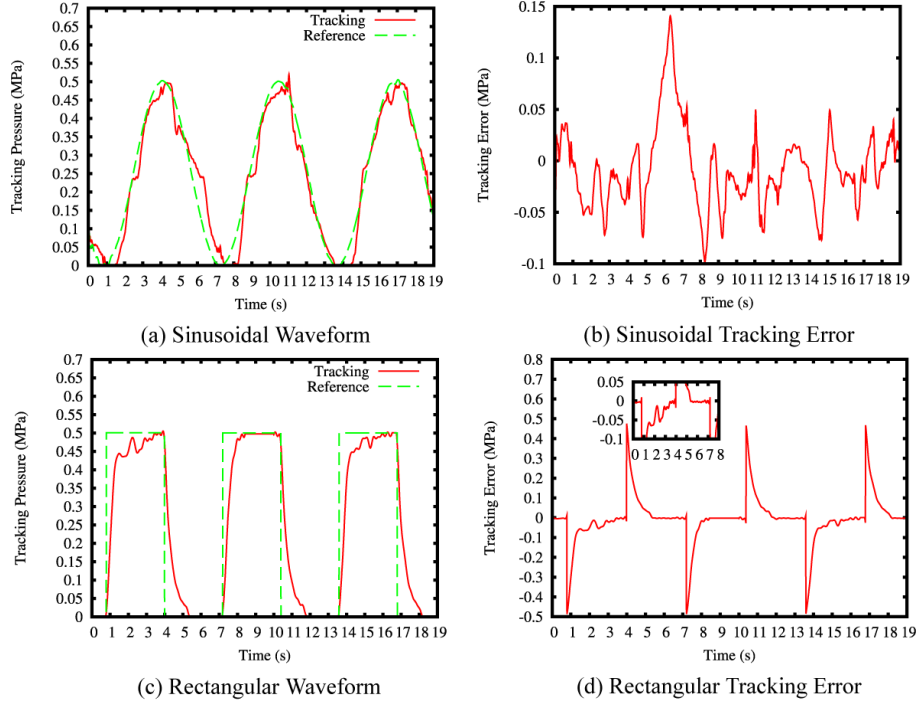 0.7
0.65
0.6
0.55
0.5
0.45
0.4
0.35
0.3
0.25
0.2
0.15
0.1
0.05
0
Tracking Pressure (MPa)
Tracking
Reference
0 1 2 3 4 5 6 7 8 9 10 11 12 13 14 15 16 17 18 19
Time (s)
(a) Sinusoidal Waveform
0.15
0.1
0.05
0
-0.05
-0.1
Tracking Error (MPa)
0 1 2 3 4 5 6 7 8 9 10 11 12 13 14 15 16 17 18 19
Time (s)
(b) Sinusoidal Tracking Error
0.7
0.65
0.6
0.55
0.5
0.45
0.4
0.35
0.3
0.25
0.2
0.15
0.1
0.05
0
Tracking Pressure (MPa)
Tracking
Reference
0 1 2 3 4 5 6 7 8 9 10 11 12 13 14 15 16 17 18 19
Time (s)
(c) Rectangular Waveform
0.8
0.7
0.6
0.5
0.4
0.3
0.2
0.1
0
-0.1
-0.2
-0.3
-0.4
-0.5
Tracking Error (MPa)
0.05
0
-0.05
-0.1
0 1 2 3 4 5 6 7 8
0 1 2 3 4 5 6 7 8 9 10 11 12 13 14 15 16 17 18 19
Time (s)
(d) Rectangular Tracking Error